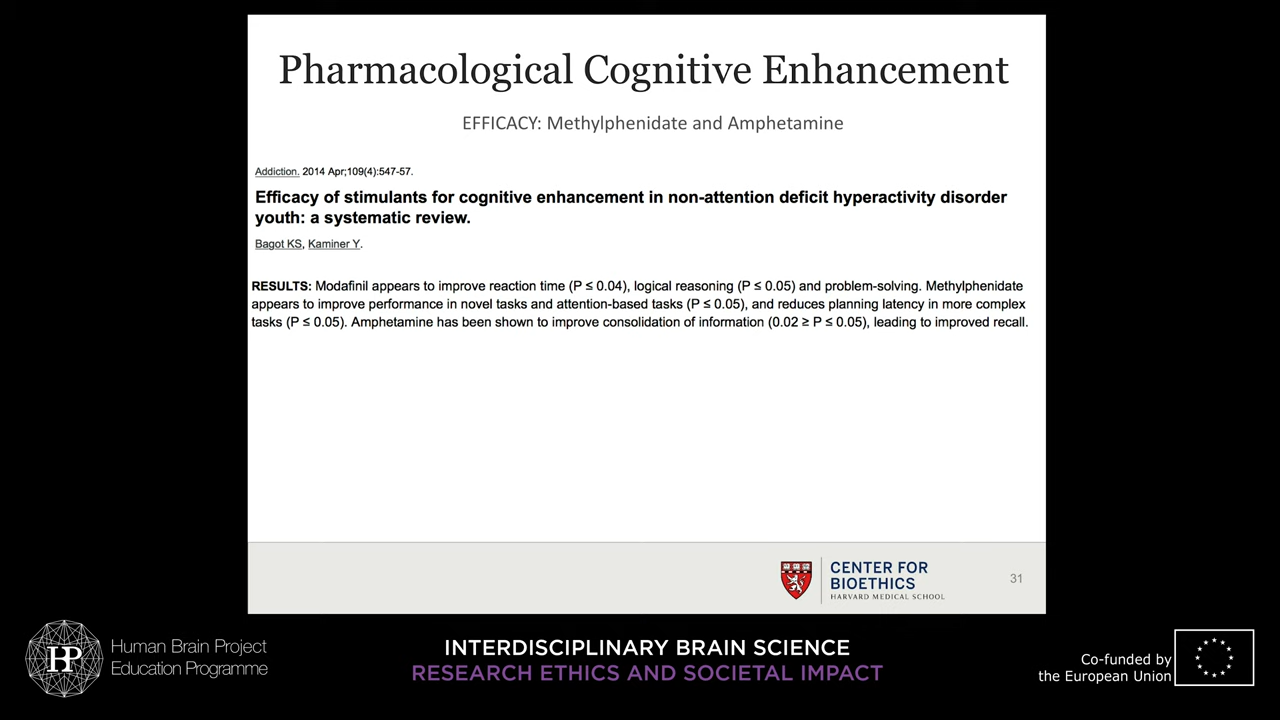 Pharmacological Cognitive Enhancement
EFFICACY: Methylphenidate and Amphetamine
Addiction. 2014 Apr;109(4):547-57.
Efficacy of stimulants for cognitive enhancement in non-attention deficit hyperactivity disorder
youth: a systematic review.
Bagot KS, Kaminer Y.
RESULTS: Modafinil appears to improve reaction time (P ≤ 0.04), logical reasoning (P ≤ 0.05) and problem-solving. Methylphenidate
appears to improve performance in novel tasks and attention-based tasks (P ≤ 0.05), and reduces planning latency in more complex
tasks (P ≤ 0.05). Amphetamine has been shown to improve consolidation of information (0.02 ≥ P ≤ 0.05), leading to improved recall.
CENTER FOR
BIOETHICS
HARVARD MEDICAL SCHOOL
31
HP
Human Brain Project
Education Programme
INTERDISCIPLINARY BRAIN SCIENCE
RESEARCH ETHICS AND SOCIETAL IMPACT
Co-funded by
the European Union